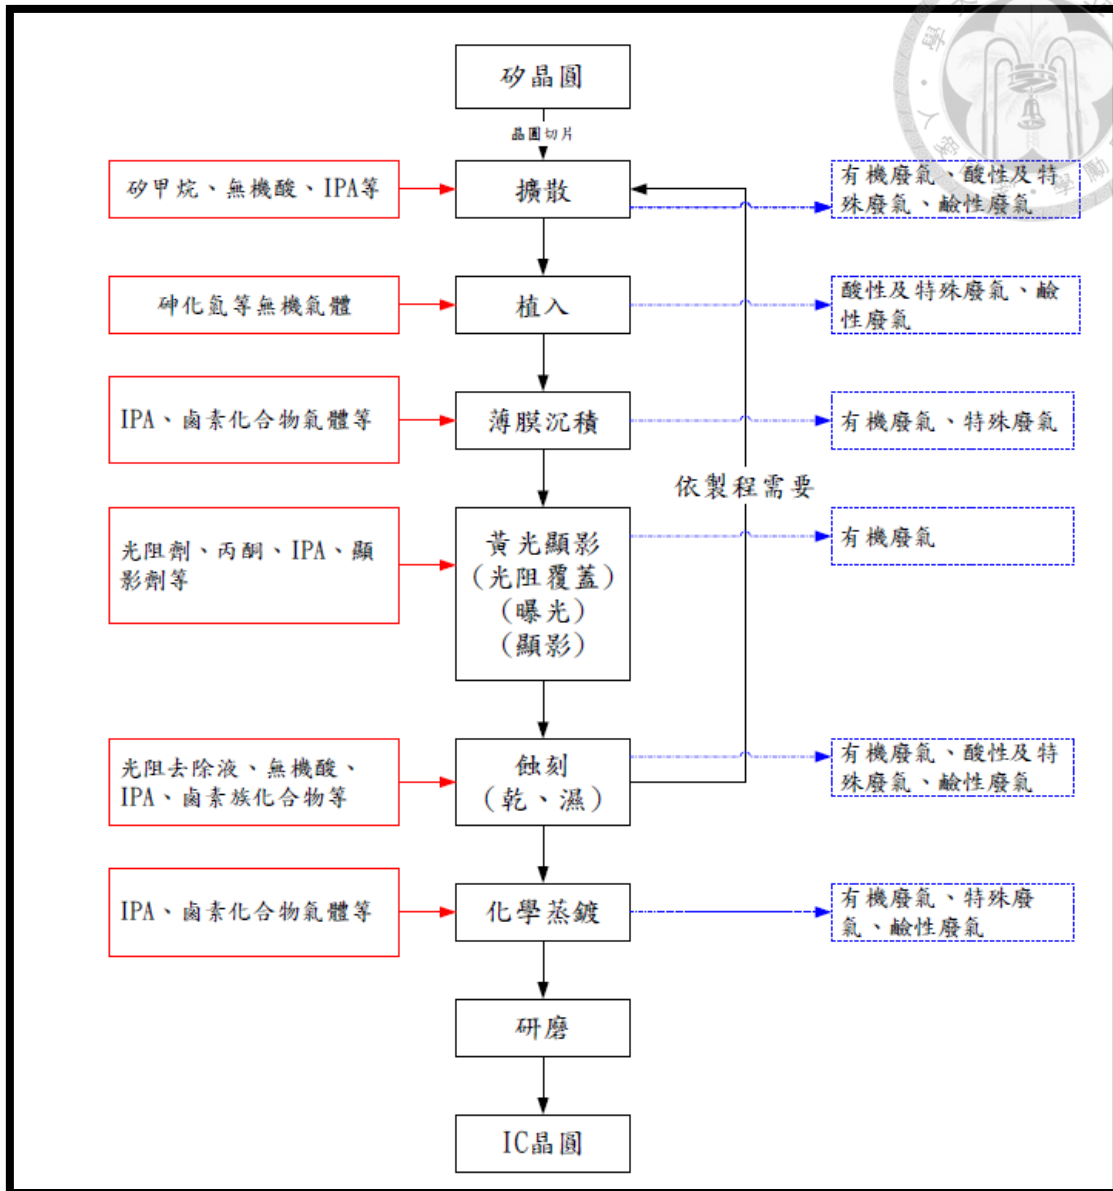 矽晶圓
晶圓切片
矽甲烷、無機酸、IPA等
擴散
有機廢氣、酸性及特
殊廢氣、鹼性廢氣
砷化氫等無機氣體
植入
酸性及特殊廢氣、鹼
性廢氣
IPA、鹵素化合物氣體等
薄膜沉積
有機廢氣、特殊廢氣
依製程需要
光阻劑、丙酮、IPA、顯
影劑等
黃光顯影
(光阻覆蓋)
(曝光)
(顯影)
有機廢氣
光阻去除液、無機酸、
IPA、鹵素族化合物等
蝕刻
(乾、濕)
有機廢氣、酸性及特
殊廢氣、鹼性廢氣
IPA、鹵素化合物氣體等
化學蒸鍍
有機廢氣、特殊廢
氣、鹼性廢氣
研磨
IC晶圓